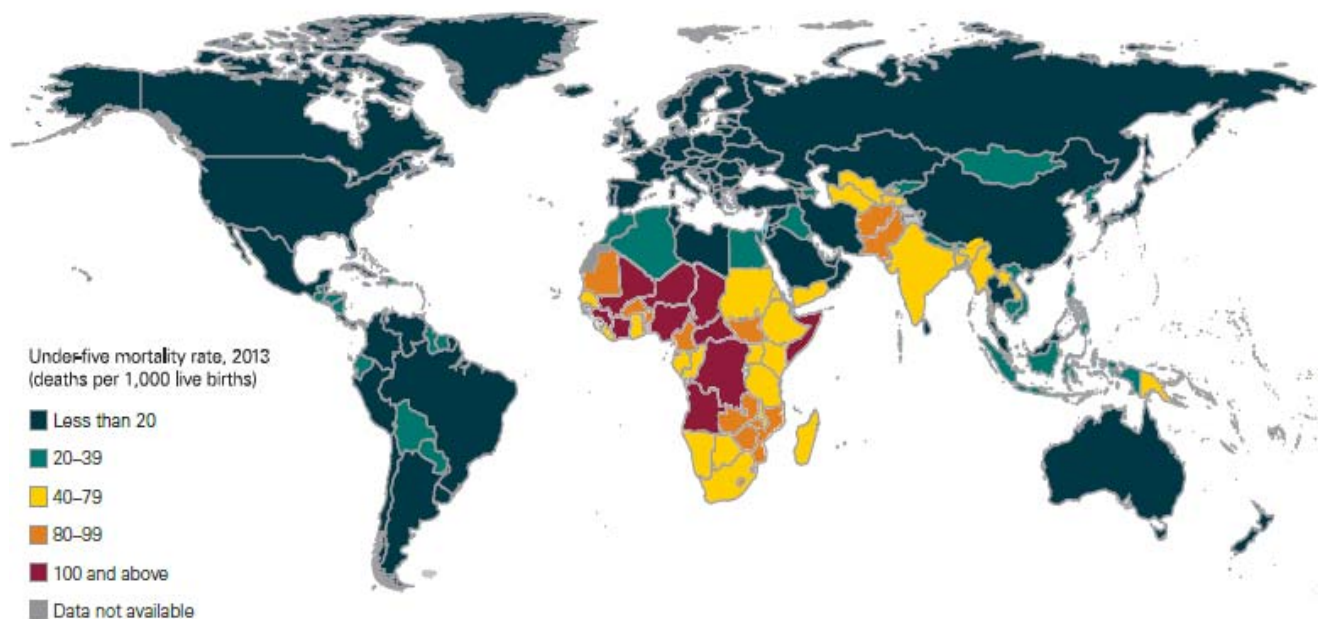 Under-five mortality rate, 2013
(deaths per 1,000 live births)
Less than 20
20–39
40–79
80–99
100 and above
Data not available